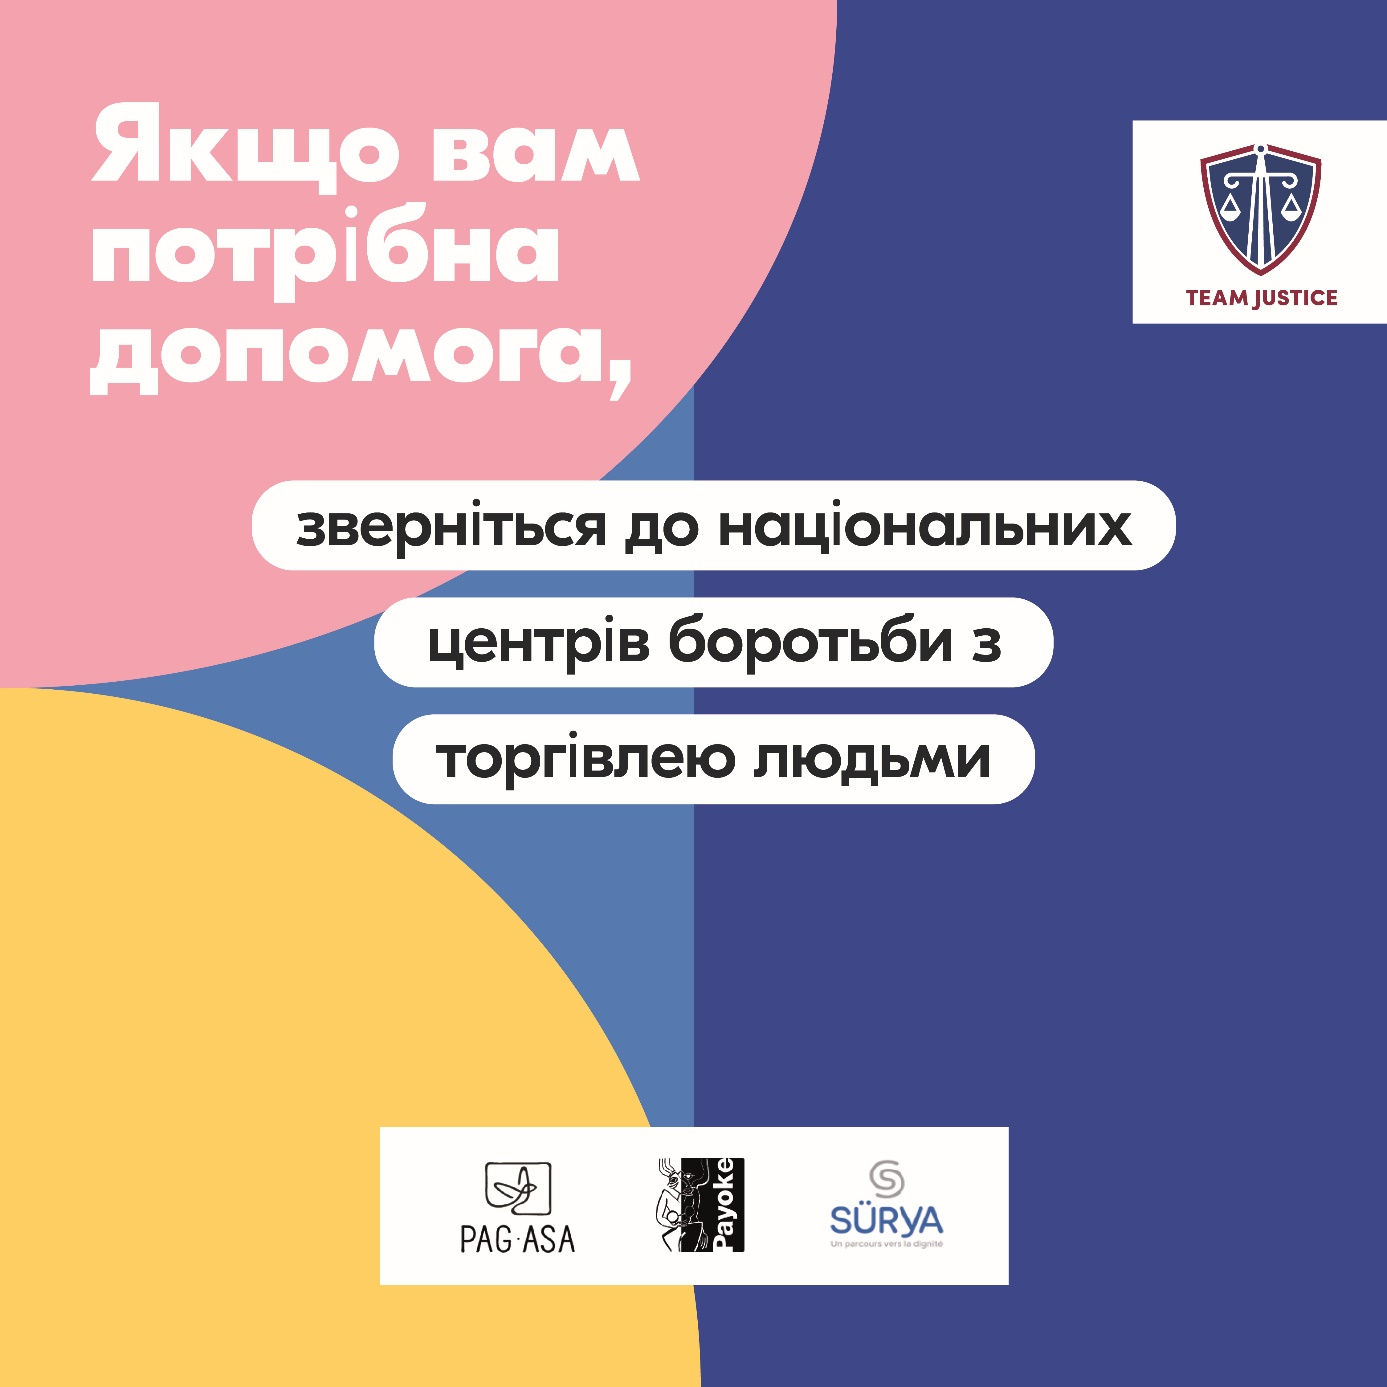 Якщо вам
потрібна
допомога,
TEAM JUSTICE
зверніться до національних
центрів боротьби з
торгівлею людьми
PAG·ASA
Payoke
SÜRYA
Un parcours vers la dignité